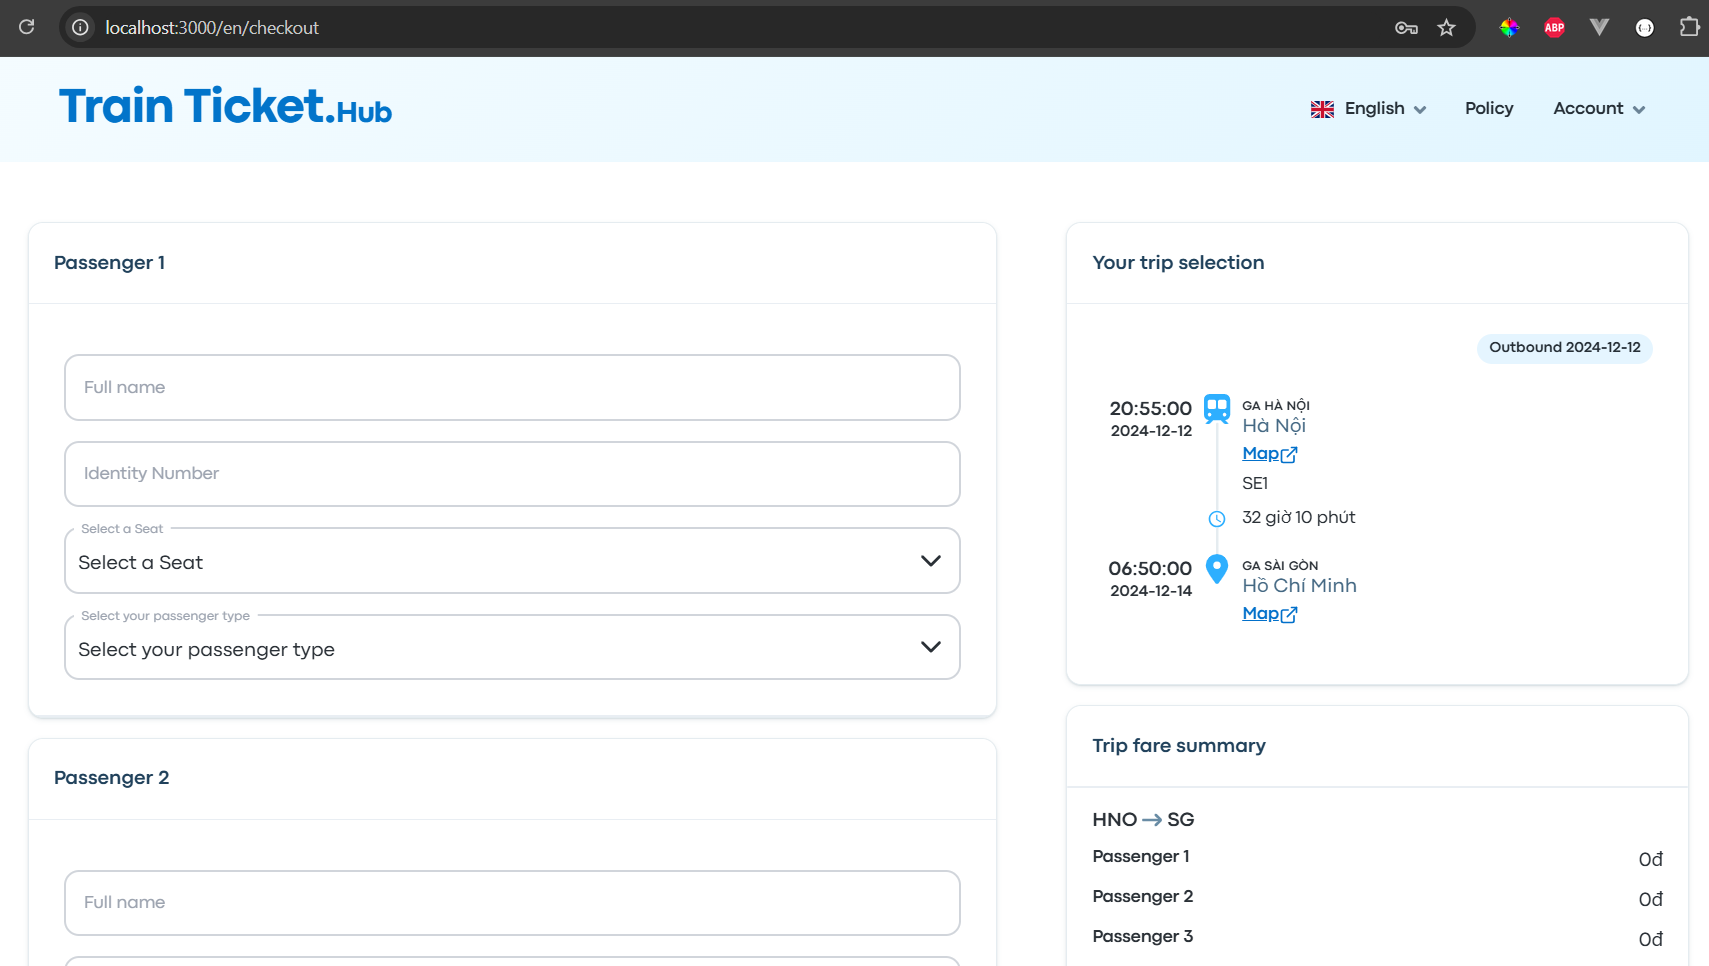 localhost:3000/en/checkout
ABP
Train Ticket.Hub
English
Policy
Account
Passenger 1
Full name
Identity Number
Select a Seat
Select a Seat
Select your passenger type
Select your passenger type
Passenger 2
Full name
Your trip selection
Outbound 2024-12-12
20:55:00
2024-12-12
GA HÀ NỘI
Hà Nội
Map
SE1
32 giờ 10 phút
06:50:00
2024-12-14
GA SÀI GÒN
Hồ Chí Minh
Map
Trip fare summary
HNO → SG
Passenger 1 0đ
Passenger 2 0đ
Passenger 3 0đ